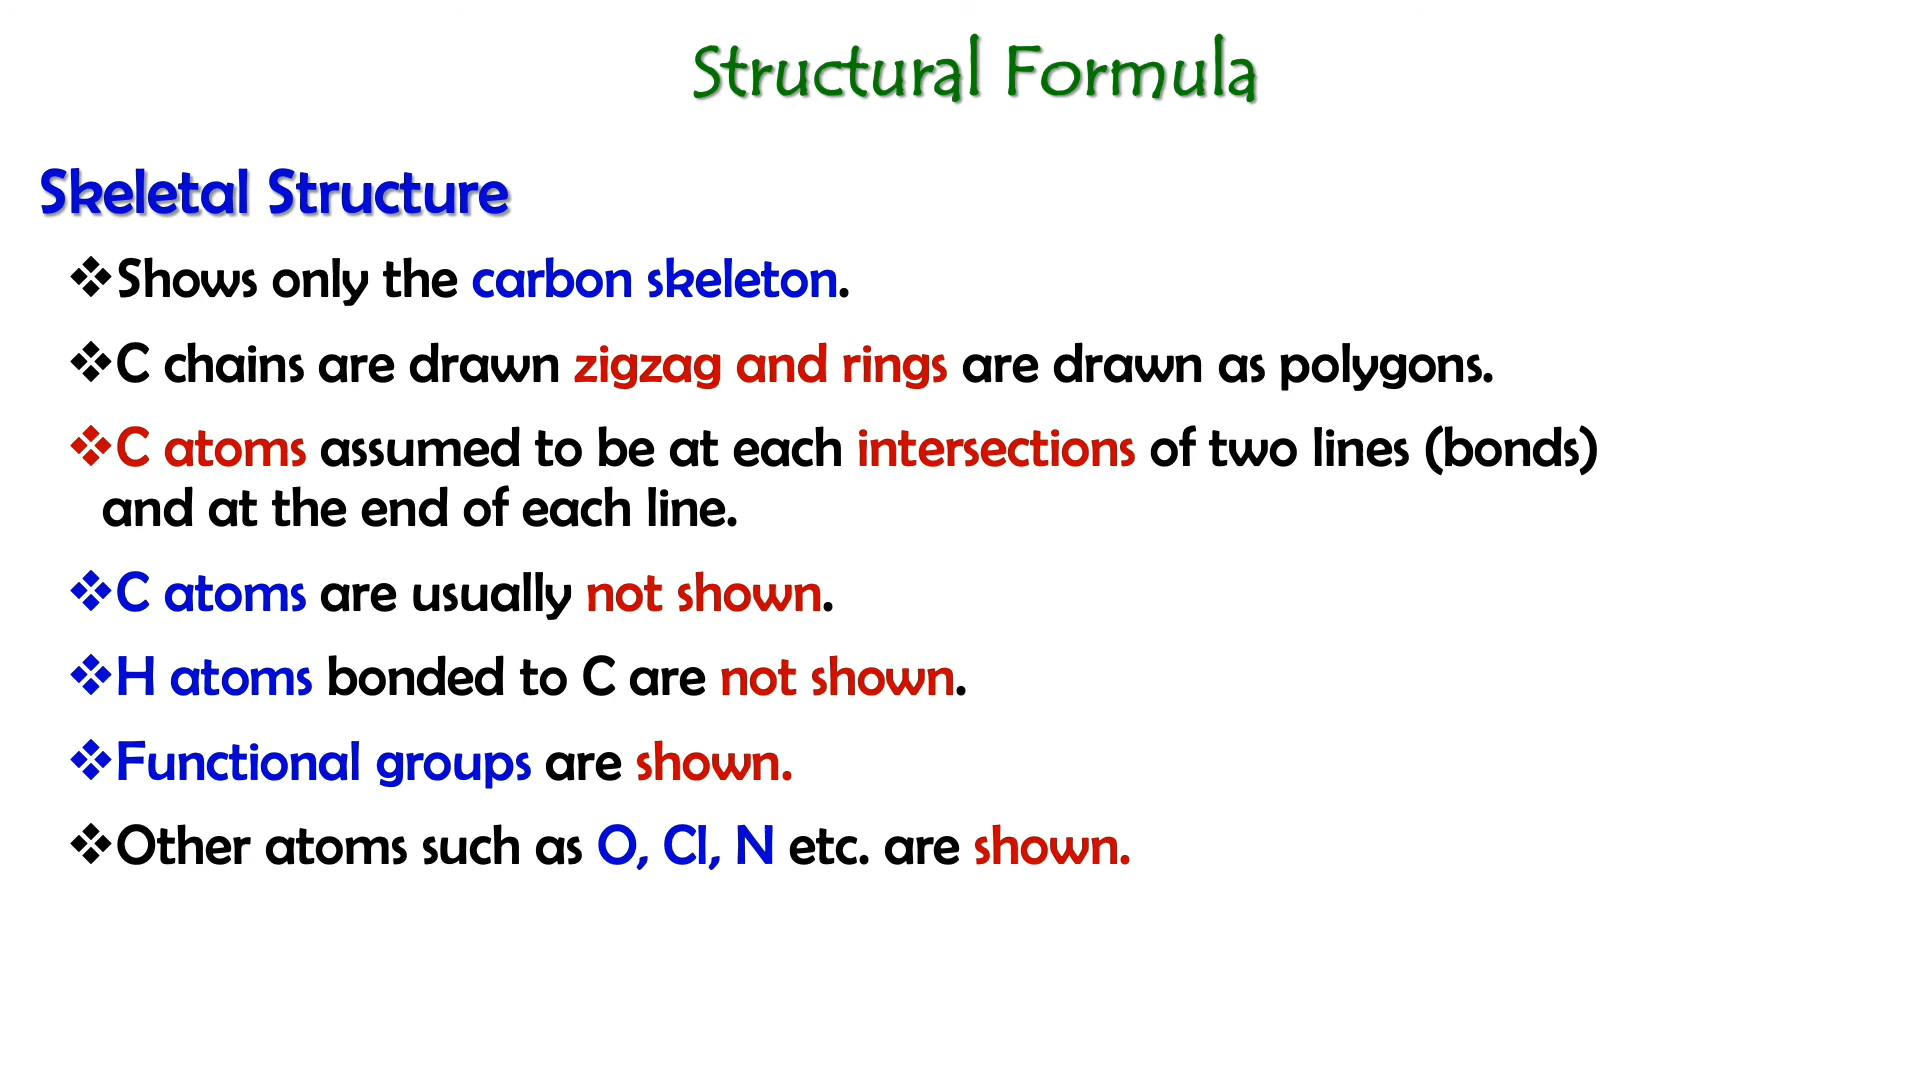 Structural Formula
Skeletal Structure
❖Shows only the carbon skeleton.
❖C chains are drawn zigzag and rings are drawn as polygons.
❖C atoms assumed to be at each intersections of two lines (bonds)
and at the end of each line.
❖C atoms are usually not shown.
❖H atoms bonded to C are not shown.
❖Functional groups are shown.
❖Other atoms such as O, Cl, N etc. are shown.